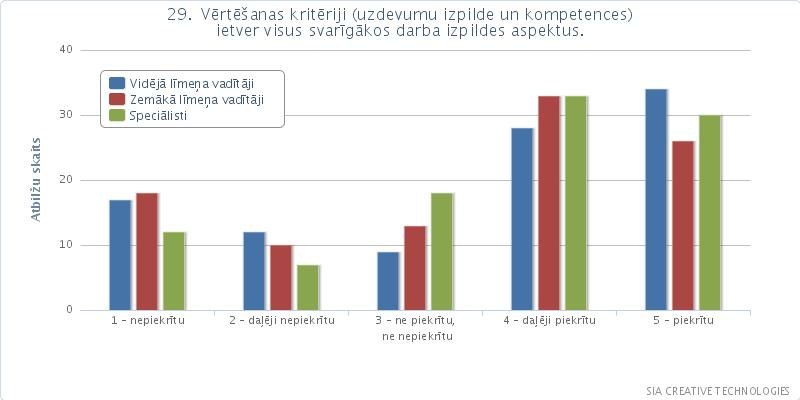 29. Vērtēšanas kritēriji (uzdevumu izpilde un kompetences)
ietver visus svarīgākos darba izpildes aspektus.
40
30
20
10
0
Atbilžu skaits
Vidējā līmeņa vadītāji
Zemākā līmeņa vadītāji
Speciālisti
1 – nepiekrītu
2 – daļēji nepiekrītu
3 – ne piekrītu,
ne nepiekrītu
4 – daļēji piekrītu
5 – piekrītu
SIA CREATIVE TECHNOLOGIES